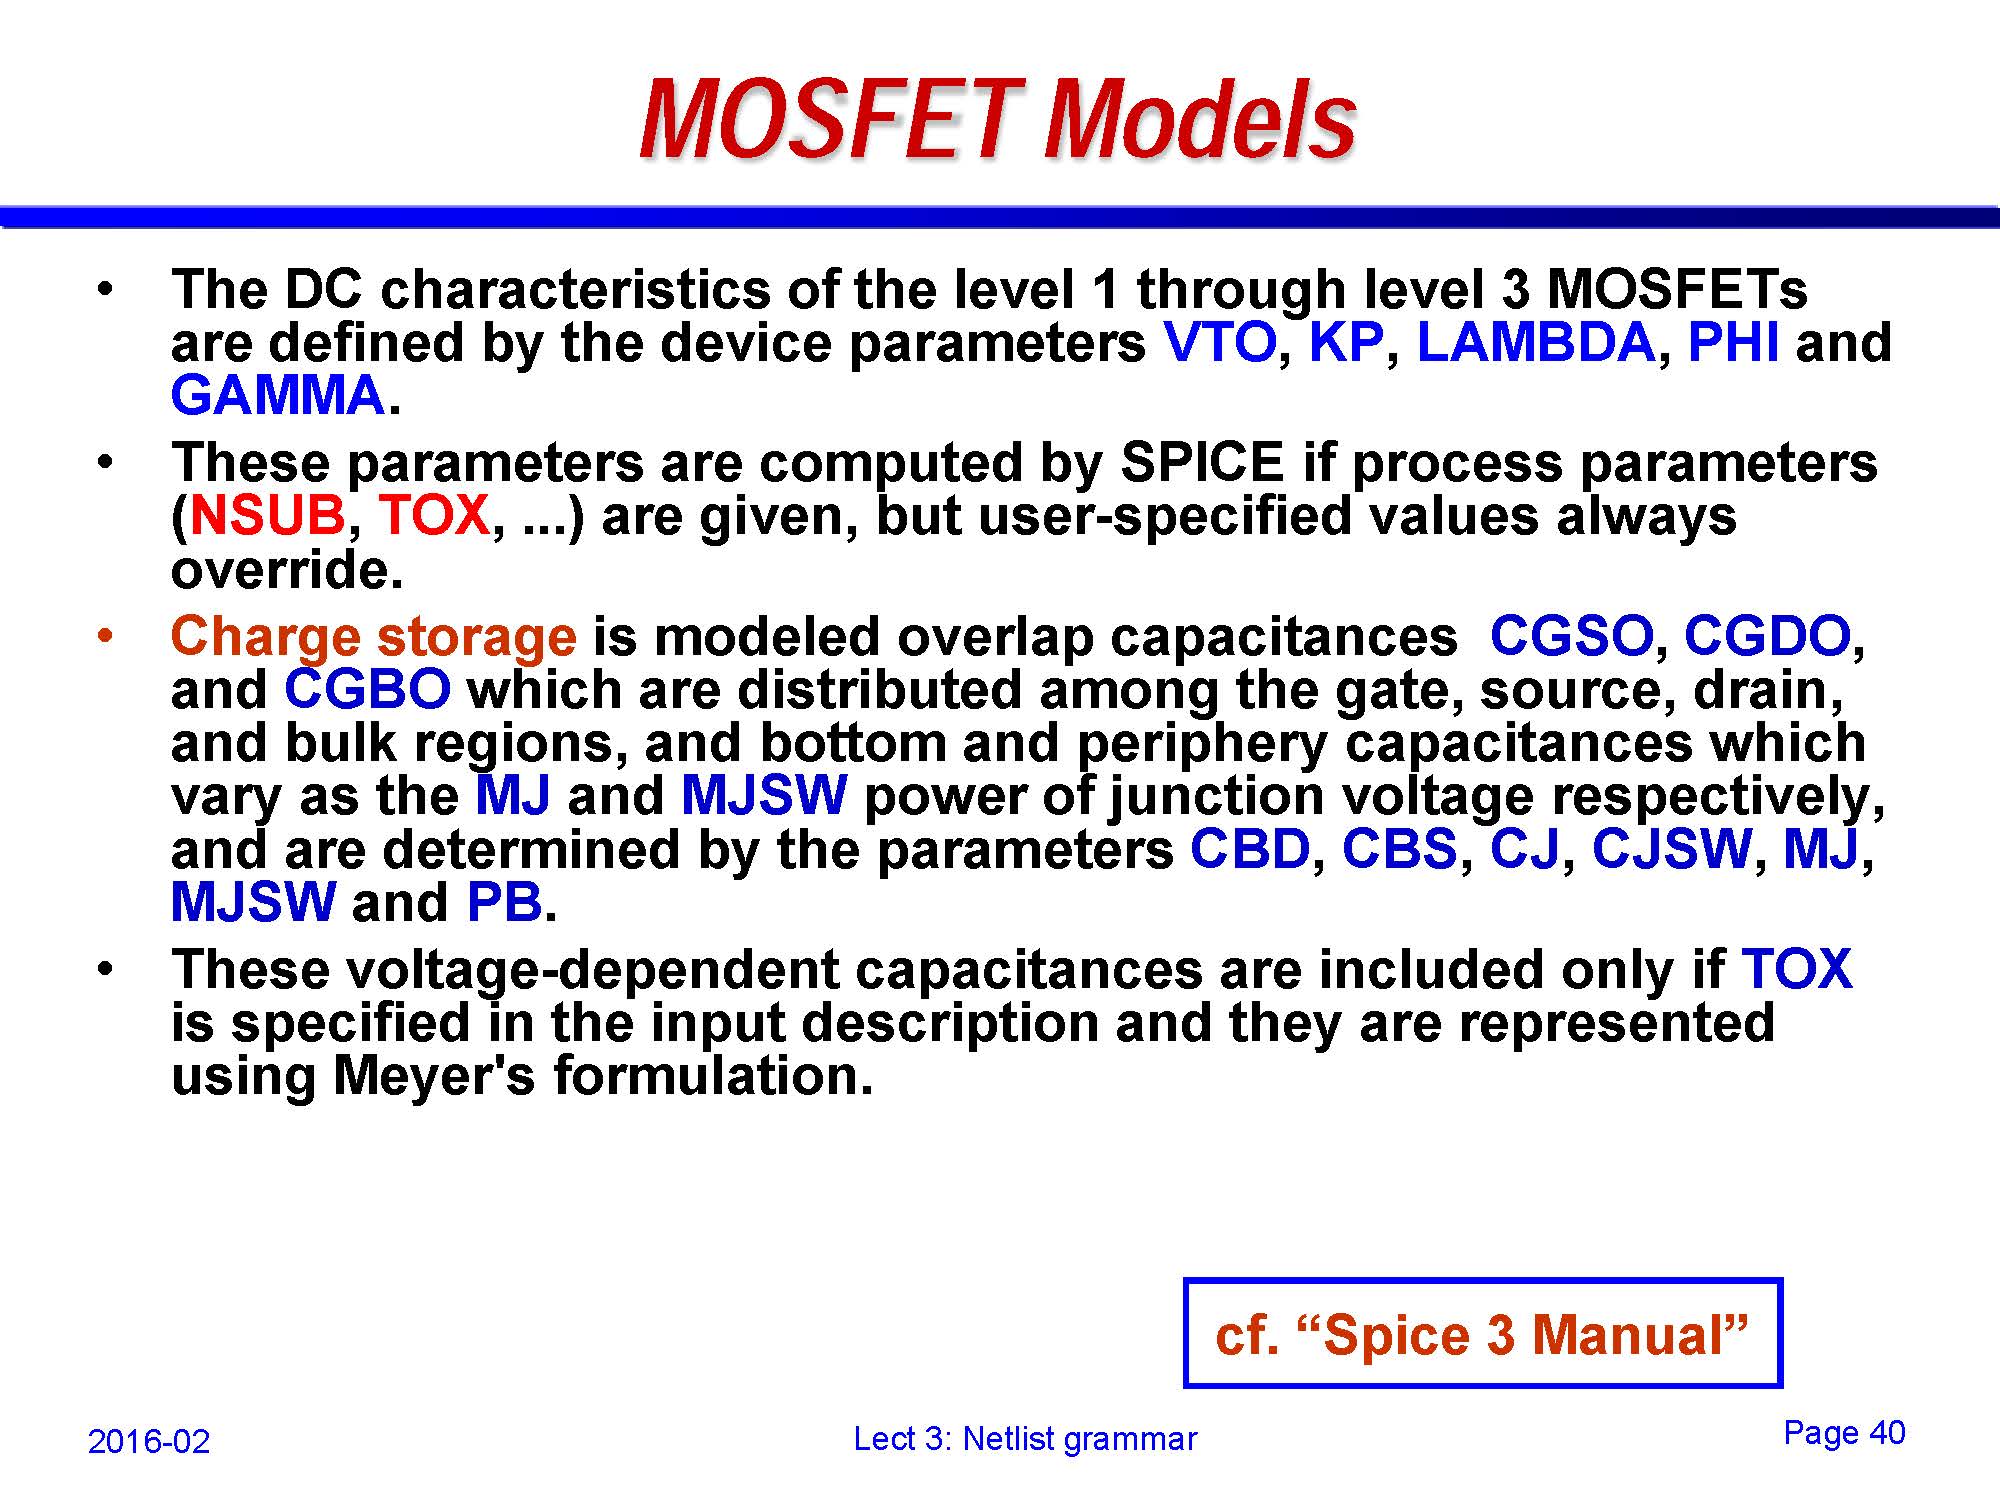 MOSFET Models
• The DC characteristics of the level 1 through level 3 MOSFETs
are defined by the device parameters VTO, KP, LAMBDA, PHI and
GAMMA.
• These parameters are computed by SPICE if process parameters
(NSUB, TOX, ...) are given, but user-specified values always
override.
• Charge storage is modeled overlap capacitances CGSO, CGDO,
and CGBO which are distributed among the gate, source, drain,
and bulk regions, and bottom and periphery capacitances which
vary as the MJ and MJSW power of junction voltage respectively,
and are determined by the parameters CBD, CBS, CJ, CJSW, MJ,
MJSW and PB.
• These voltage-dependent capacitances are included only if TOX
is specified in the input description and they are represented
using Meyer's formulation.
cf. “Spice 3 Manual”
2016-02
Lect 3: Netlist grammar
Page 40